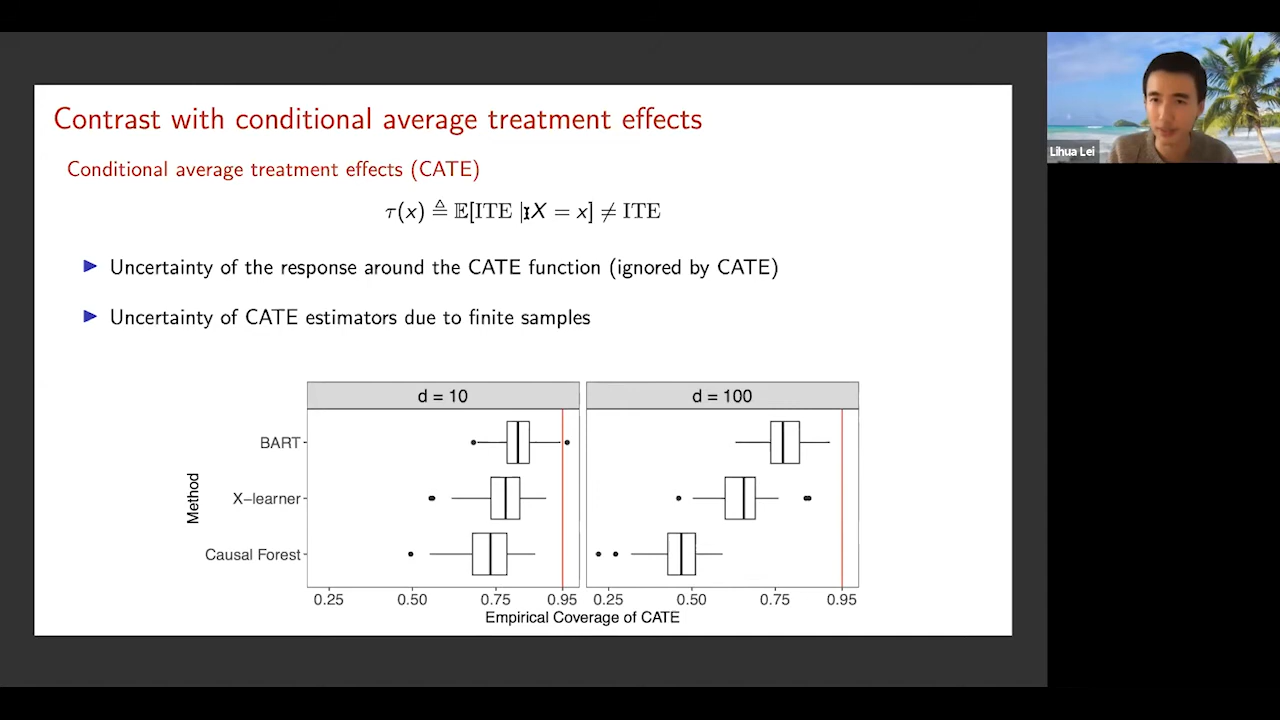 Contrast with conditional average treatment effects
Conditional average treatment effects (CATE)
τ(x) ≜ 𝔼[ITE | X = x] ≠ ITE
Uncertainty of the response around the CATE function (ignored by CATE)
Uncertainty of CATE estimators due to finite samples
d = 10 d = 100
Method
BART
X−learner
Causal Forest
0.25 0.50 0.75 0.95 0.25 0.50 0.75 0.95
Empirical Coverage of CATE
Lihua Lei